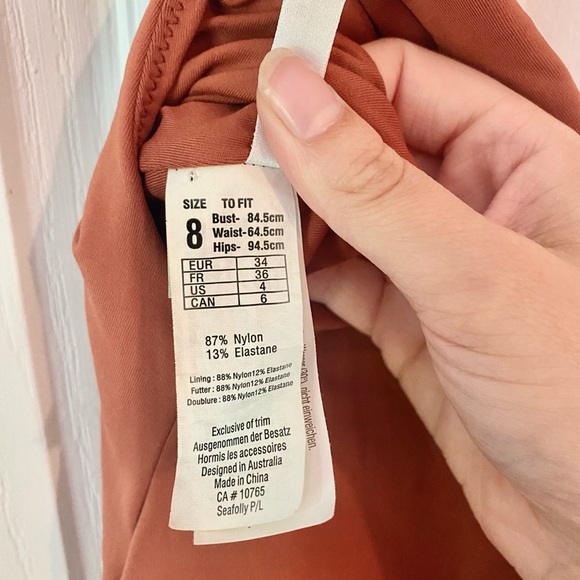 SIZE TO FIT
8 Bust- 84.5cm
Waist-64.5cm
Hips- 94.5cm
EUR 34
FR 36
US 4
CAN 6
87% Nylon
13% Elastane
Lining : 88% Nylon12% Elastane
Futter : 88% Nylon12% Elastane
Doublure : 88% Nylon12% Elastane
Exclusive of trim
Ausgenommen der Besatz
Hormis les accessoires
Designed in Australia
Made in China
CA # 10765
Seafolly P/L
nicht einweichen.